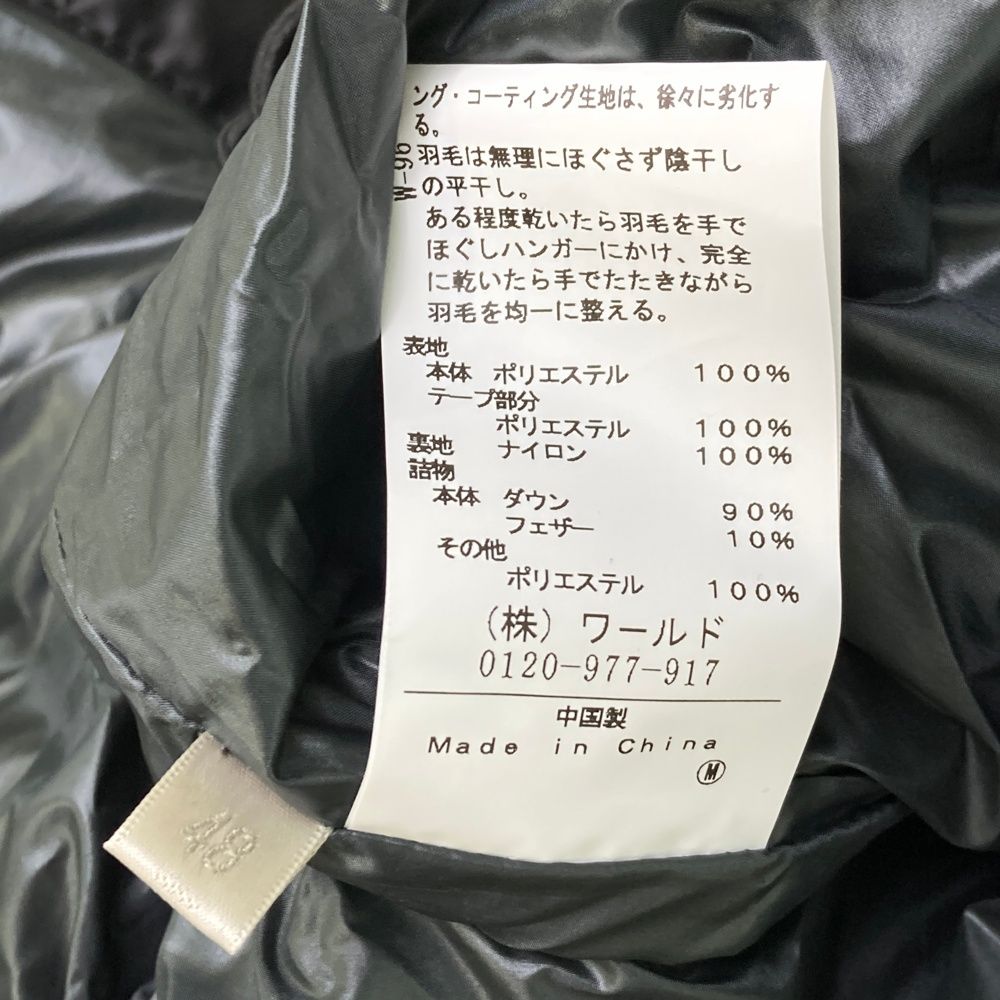 ング・コーティング生地は、徐々に劣化す
る。
羽毛は無理にほぐさず陰干し
の平干し。
ある程度乾いたら羽毛を手で
ほぐしハンガーにかけ、完全
に乾いたら手でたたきながら
羽毛を均一に整える。
表地
本体 ポリエステル 100%
テープ部分
ポリエステル 100%
裏地 ナイロン 100%
詰物
本体 ダウン 90%
フェザー 10%
その他
ポリエステル 100%
(株) ワールド
0120-977-917
中国製
Made in China
M
48